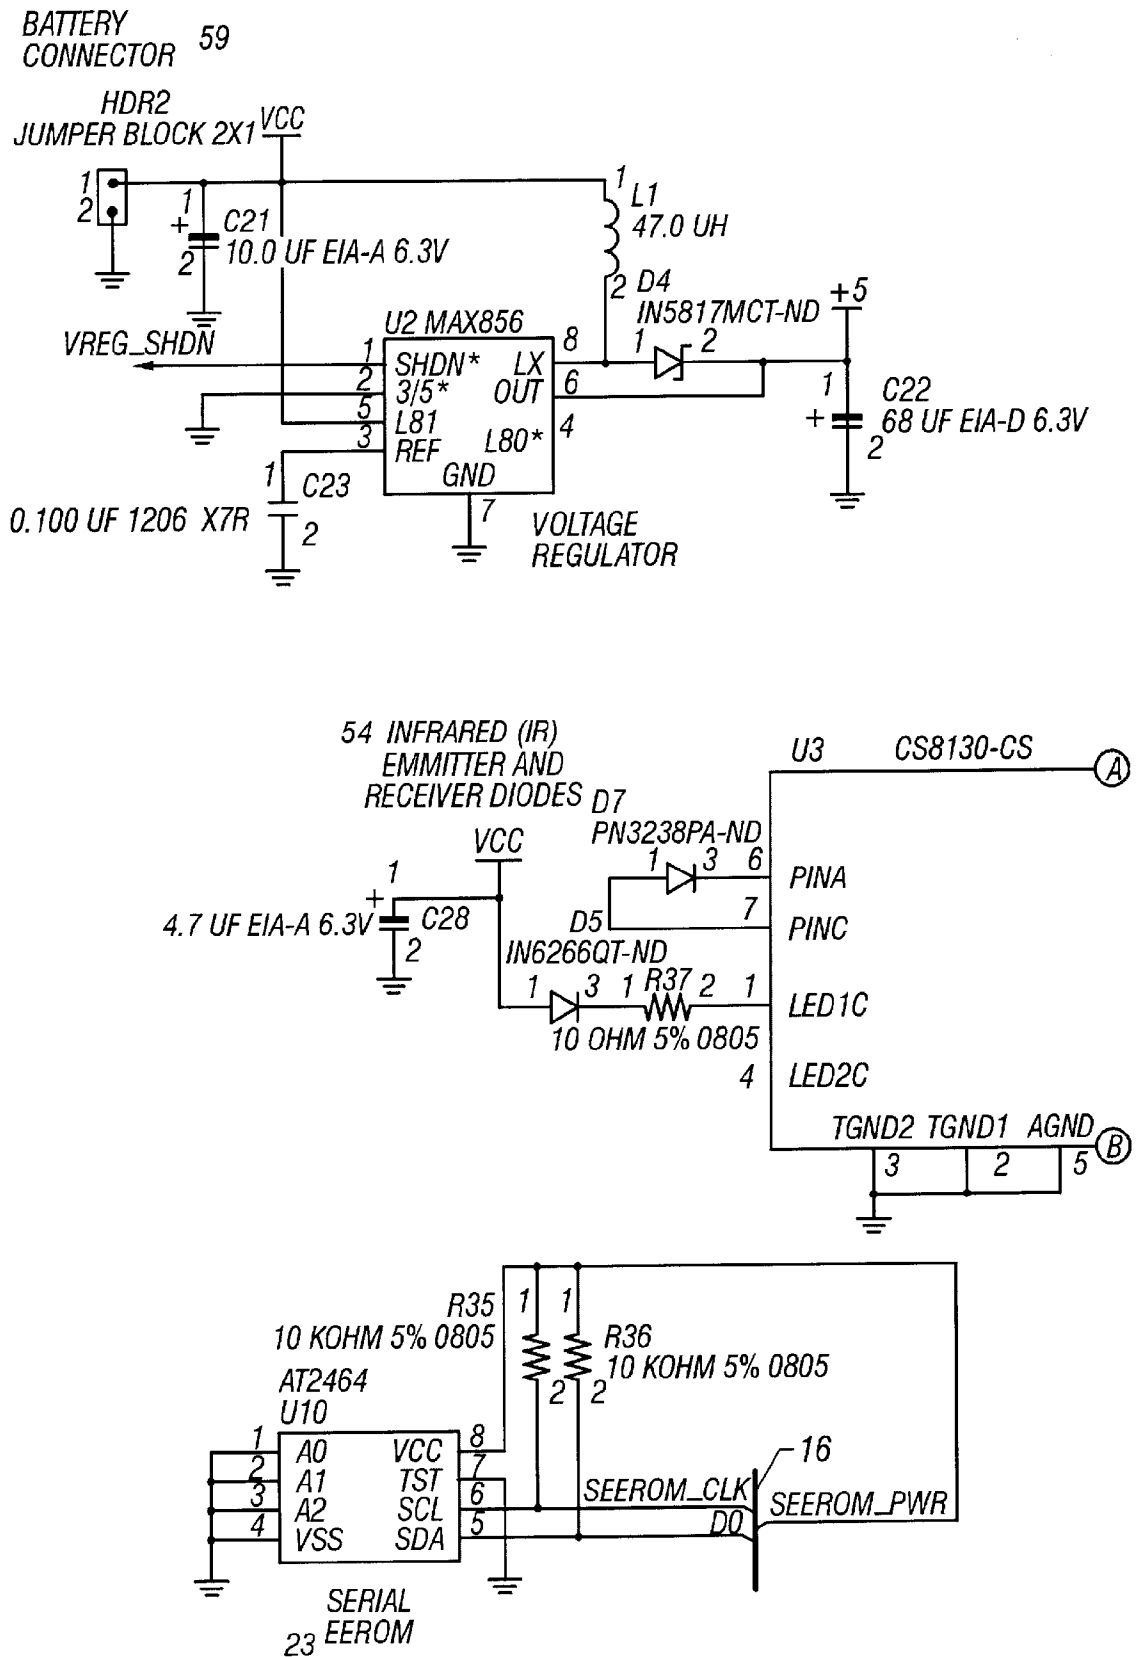 BATTERY
CONNECTOR 59
HDR2
JUMPER BLOCK 2X1
VCC
1
2
1
+
C21
10.0 UF EIA-A 6.3V
2
1
L1
47.0 UH
2
D4
IN5817MCT-ND
1
2
+5
U2 MAX856
VREG_SHDN
1
SHDN*
LX
8
2
3/5*
OUT
6
5
L81
4
3
REF
L80*
GND
7
1
+
C22
68 UF EIA-D 6.3V
2
1
C23
0.100 UF 1206 X7R
2
VOLTAGE
REGULATOR
54 INFRARED (IR)
EMMITTER AND
RECEIVER DIODES
U3
CS8130-CS
A
D7
PN3238PA-ND
VCC
1
3
6
PINA
1
+
4.7 UF EIA-A 6.3V
C28
2
D5
7
PINC
IN6266QT-ND
1
3
1
R37
2
1
LED1C
10 OHM 5% 0805
4
LED2C
TGND2
TGND1
AGND
B
3
2
5
R35
10 KOHM 5% 0805
1
1
R36
10 KOHM 5% 0805
2
2
AT2464
U10
1
A0
VCC
8
2
A1
TST
7
3
A2
SCL
6
4
VSS
SDA
5
SEEROM_CLK
16
SEEROM_PWR
D0
SERIAL
EEROM
23